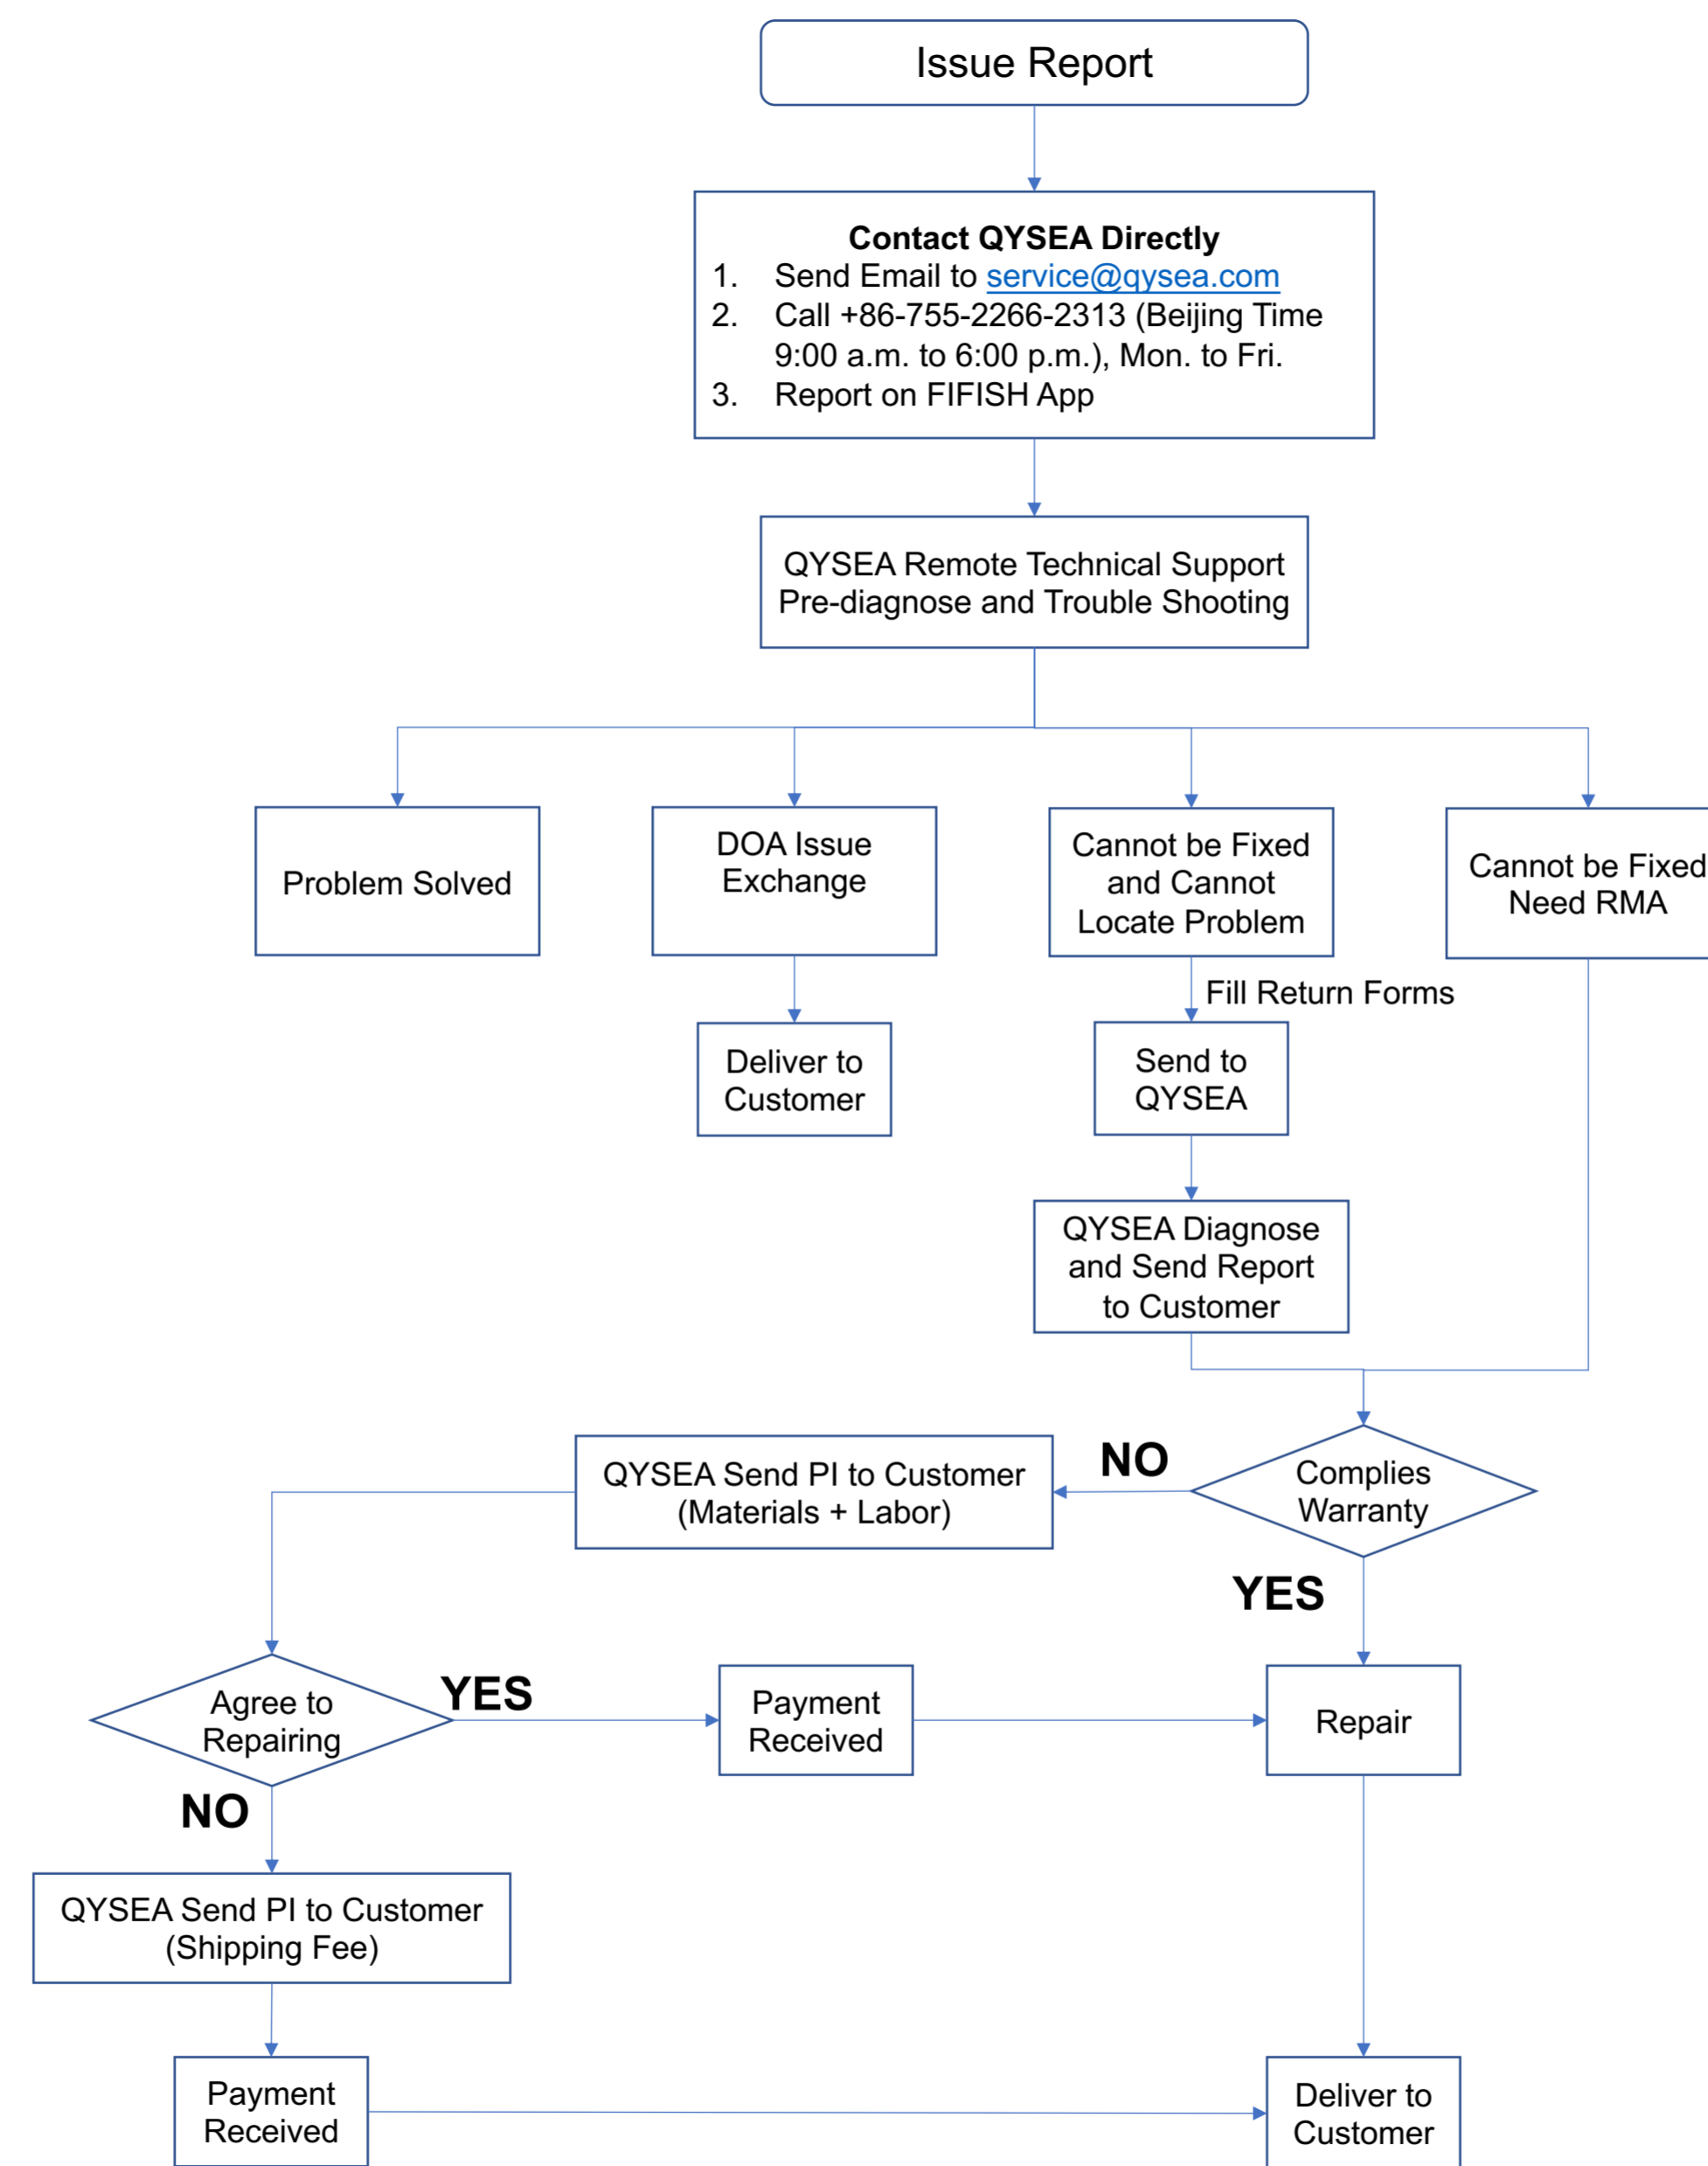 Issue Report
Contact QYSEA Directly
1. Send Email to service@qysea.com
2. Call +86-755-2266-2313 (Beijing Time
9:00 a.m. to 6:00 p.m.), Mon. to Fri.
3. Report on FIFISH App
QYSEA Remote Technical Support
Pre-diagnose and Trouble Shooting
Problem Solved
DOA Issue
Exchange
Cannot be Fixed
and Cannot
Locate Problem
Cannot be Fixed
Need RMA
Fill Return Forms
Deliver to
Customer
Send to
QYSEA
QYSEA Diagnose
and Send Report
to Customer
QYSEA Send PI to Customer
(Materials + Labor)
NO
Complies
Warranty
YES
Agree to
Repairing
YES
Payment
Received
Repair
NO
QYSEA Send PI to Customer
(Shipping Fee)
Payment
Received
Deliver to
Customer